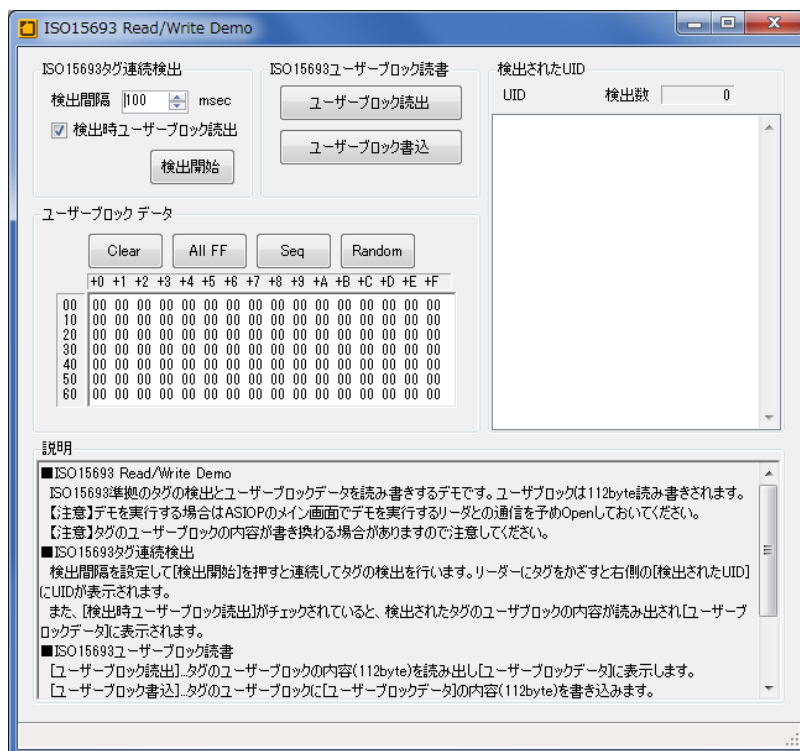 ISO15693 Read/Write Demo
ISO15693タグ連続検出
検出間隔 100 msec
検出時ユーザーブロック読出
検出開始
ISO15693ユーザーブロック読書
ユーザーブロック読出
ユーザーブロック書込
検出されたUID
UID 検出数 0
ユーザーブロック データ
Clear All FF Seq Random
+0 +1 +2 +3 +4 +5 +6 +7 +8 +9 +A +B +C +D +E +F
00 00 00 00 00 00 00 00 00 00 00 00 00 00 00 00 00
10 00 00 00 00 00 00 00 00 00 00 00 00 00 00 00 00
20 00 00 00 00 00 00 00 00 00 00 00 00 00 00 00 00
30 00 00 00 00 00 00 00 00 00 00 00 00 00 00 00 00
40 00 00 00 00 00 00 00 00 00 00 00 00 00 00 00 00
50 00 00 00 00 00 00 00 00 00 00 00 00 00 00 00 00
60 00 00 00 00 00 00 00 00 00 00 00 00 00 00 00 00
説明
■ISO15693 Read/Write Demo
ISO15693準拠のタグの検出とユーザーブロックデータを読み書きするデモです。ユーザブロックは112byte読み書きされます。
【注意】デモを実行する場合はASIOPのメイン画面でデモを実行するリーダとの通信を予めOpenしておいてください。
【注意】タグのユーザーブロックの内容が書き換わる場合がありますので注意してください。
■ISO15693タグ連続検出
検出間隔を設定して[検出開始]を押すと連続してタグの検出を行います。リーダーにタグをかざすと右側の[検出されたUID]
にUIDが表示されます。
また、[検出時ユーザーブロック読出]がチェックされていると、検出されたタグのユーザブロックの内容が読み出され[ユーザーブ
ロックデータ]に表示されます。
■ISO15693ユーザーブロック読書
[ユーザーブロック読出]...タグのユーザーブロックの内容(112byte)を読み出し[ユーザーブロックデータ]に表示します。
[ユーザーブロック書込]...タグのユーザーブロックに[ユーザーブロックデータ]の内容(112byte)を書き込みます。